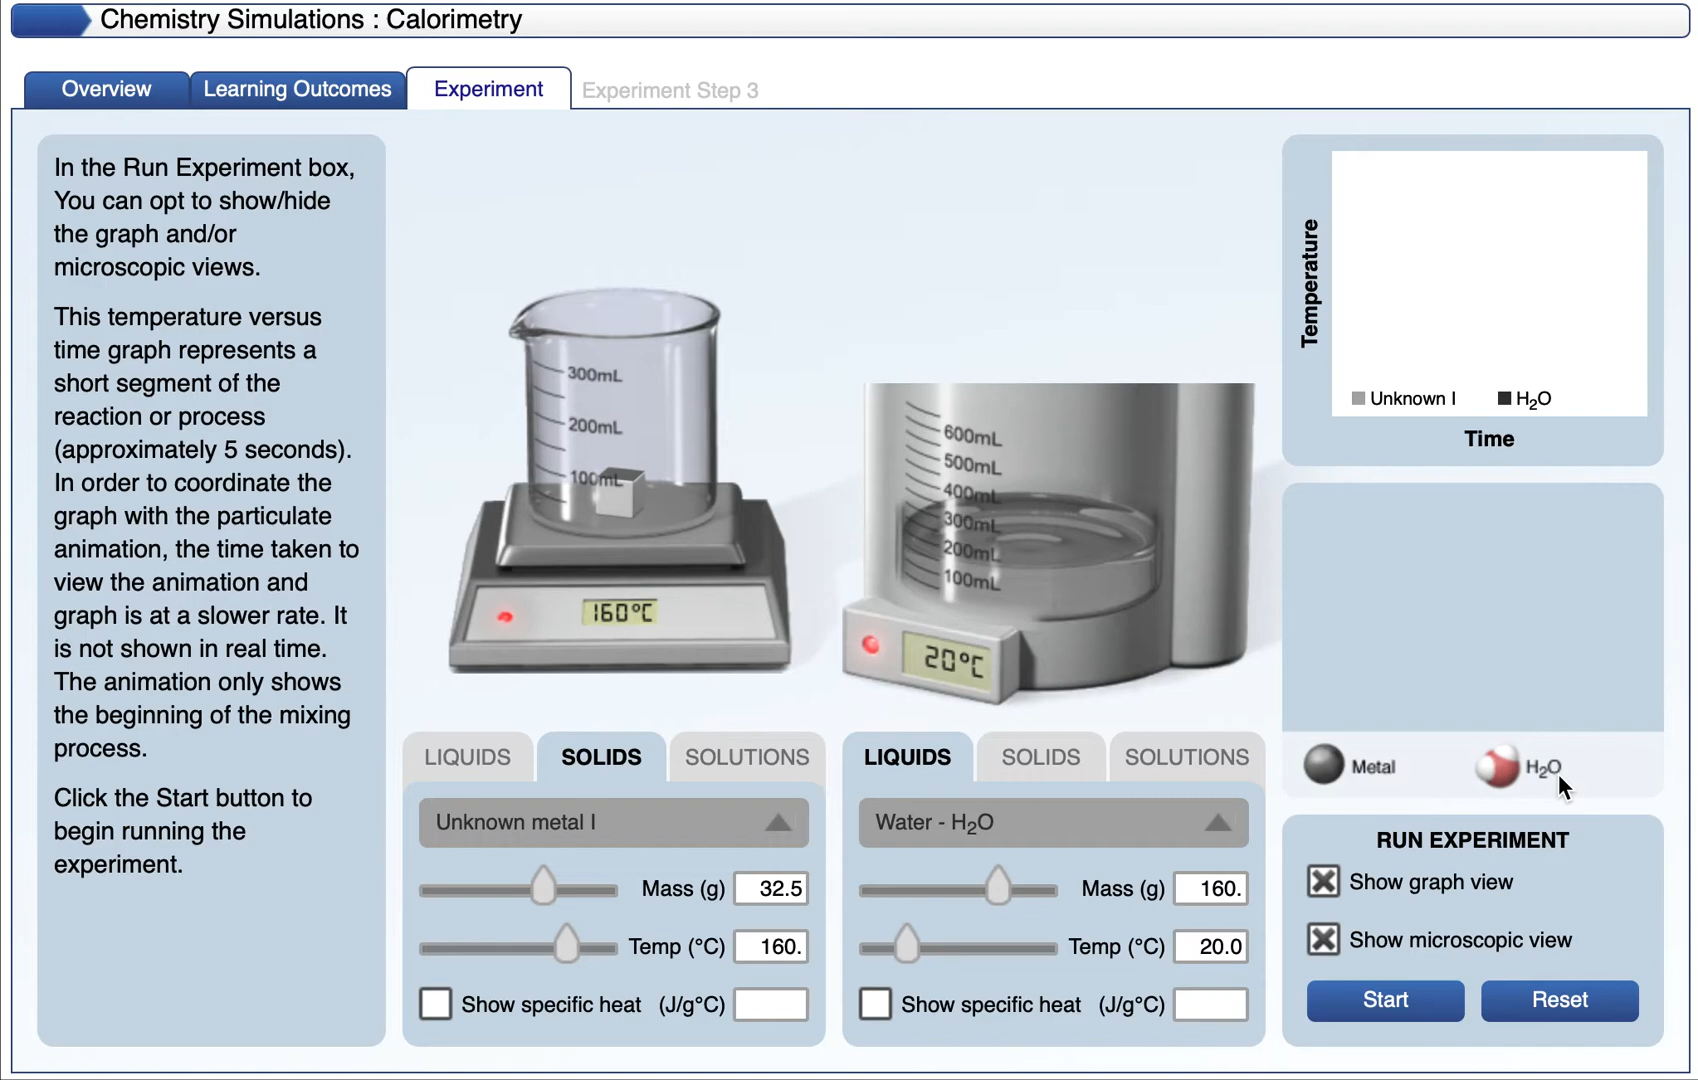 Chemistry Simulations : Calorimetry
Overview
Learning Outcomes
Experiment
Experiment Step 3
In the Run Experiment box,
You can opt to show/hide
the graph and/or
microscopic views.
This temperature versus
time graph represents a
short segment of the
reaction or process
(approximately 5 seconds).
In order to coordinate the
graph with the particulate
animation, the time taken to
view the animation and
graph is at a slower rate. It
is not shown in real time.
The animation only shows
the beginning of the mixing
process.
Click the Start button to
begin running the
experiment.
300mL
200mL
100mL
160°C
600mL
500mL
400mL
300mL
200mL
100mL
20°C
LIQUIDS
SOLIDS
SOLUTIONS
Unknown metal I
Mass (g) 32.5
Temp (°C) 160.
Show specific heat (J/g°C)
LIQUIDS
SOLIDS
SOLUTIONS
Water - H₂O
Mass (g) 160.
Temp (°C) 20.0
Show specific heat (J/g°C)
Temperature
Unknown I
H₂O
Time
Metal
H₂O
RUN EXPERIMENT
Show graph view
Show microscopic view
Start
Reset